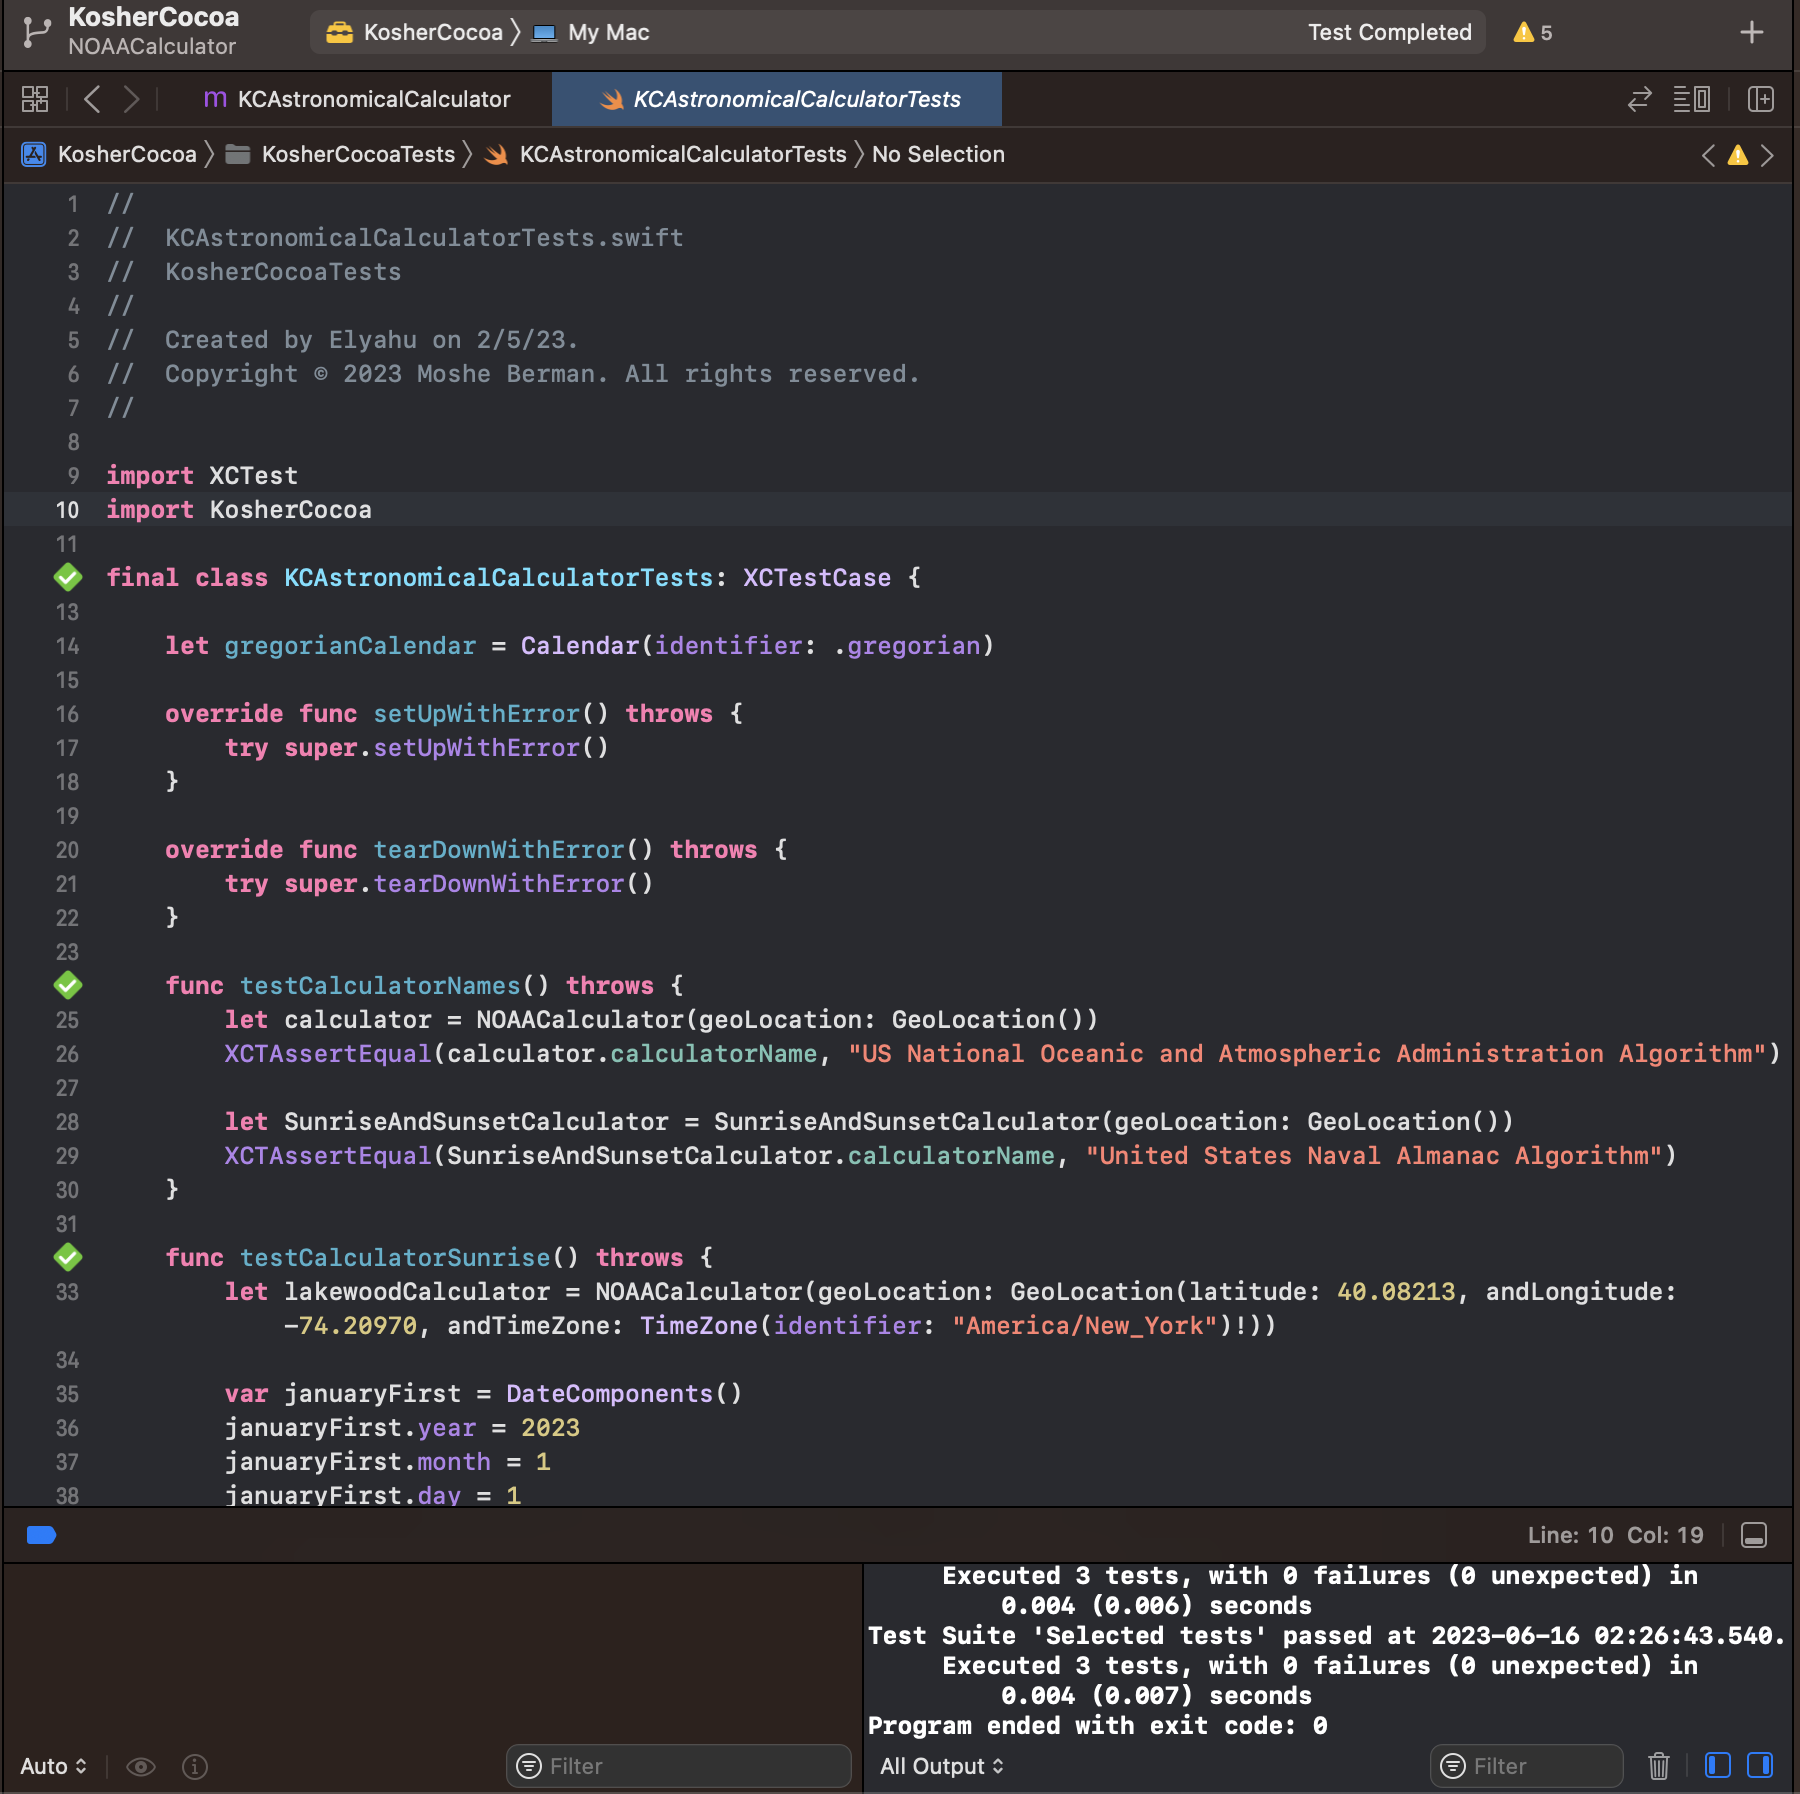 KosherCocoa
NOAACalculator
KosherCocoa 〉 My Mac
Test Completed
5
m KCAstronomicalCalculator
KCAstronomicalCalculatorTests
KosherCocoa 〉 KosherCocoaTests 〉 KCAstronomicalCalculatorTests 〉 No Selection
1 //
2 //  KCAstronomicalCalculatorTests.swift
3 //  KosherCocoaTests
4 //
5 //  Created by Elyahu on 2/5/23.
6 //  Copyright © 2023 Moshe Berman. All rights reserved.
7 //
8
9 import XCTest
10 import KosherCocoa
11
final class KCAstronomicalCalculatorTests: XCTestCase {
13
14     let gregorianCalendar = Calendar(identifier: .gregorian)
15
16     override func setUpWithError() throws {
17         try super.setUpWithError()
18     }
19
20     override func tearDownWithError() throws {
21         try super.tearDownWithError()
22     }
23
    func testCalculatorNames() throws {
25         let calculator = NOAACalculator(geoLocation: GeoLocation())
26         XCTAssertEqual(calculator.calculatorName, "US National Oceanic and Atmospheric Administration Algorithm")
27
28         let SunriseAndSunsetCalculator = SunriseAndSunsetCalculator(geoLocation: GeoLocation())
29         XCTAssertEqual(SunriseAndSunsetCalculator.calculatorName, "United States Naval Almanac Algorithm")
30     }
31
    func testCalculatorSunrise() throws {
33         let lakewoodCalculator = NOAACalculator(geoLocation: GeoLocation(latitude: 40.08213, andLongitude:
            -74.20970, andTimeZone: TimeZone(identifier: "America/New_York")!))
34
35         var januaryFirst = DateComponents()
36         januaryFirst.year = 2023
37         januaryFirst.month = 1
38         januaryFirst.day = 1
Line: 10 Col: 19
Executed 3 tests, with 0 failures (0 unexpected) in
0.004 (0.006) seconds
Test Suite 'Selected tests' passed at 2023-06-16 02:26:43.540.
Executed 3 tests, with 0 failures (0 unexpected) in
0.004 (0.007) seconds
Program ended with exit code: 0
Auto
Filter
All Output
Filter